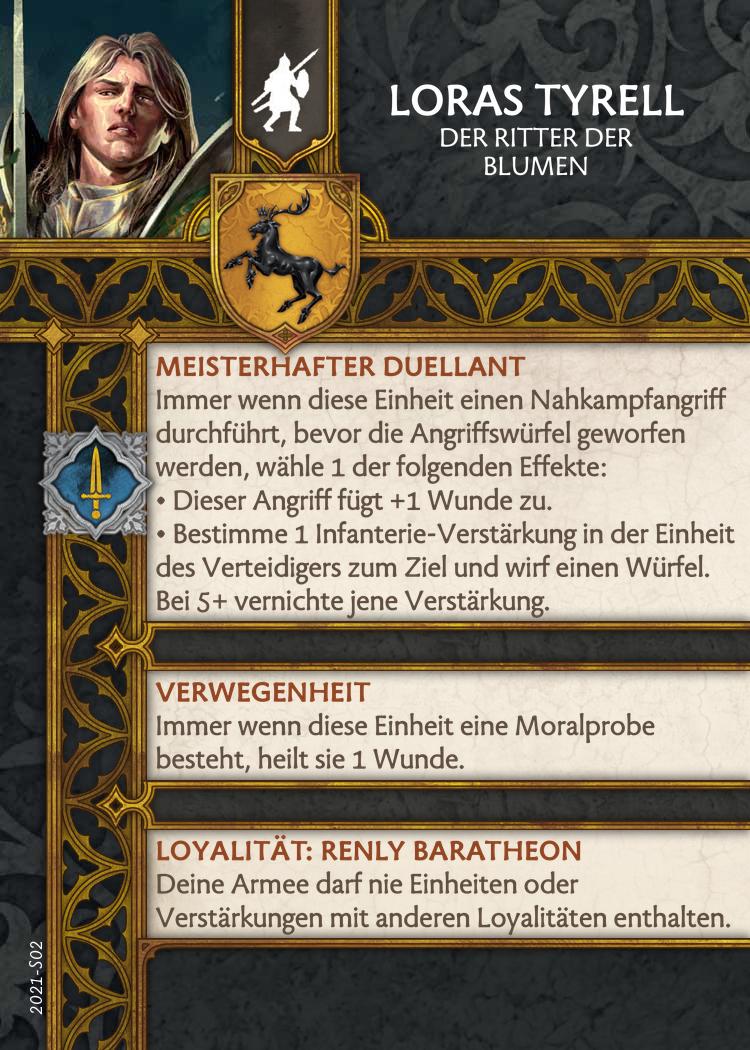 LORAS TYRELL
DER RITTER DER
BLUMEN
MEISTERHAFTER DUELLANT
Immer wenn diese Einheit einen Nahkampfangriff
durchführt, bevor die Angriffswürfel geworfen
werden, wähle 1 der folgenden Effekte:
• Dieser Angriff fügt +1 Wunde zu.
• Bestimme 1 Infanterie-Verstärkung in der Einheit
des Verteidigers zum Ziel und wirf einen Würfel.
Bei 5+ vernichte jene Verstärkung.
VERWEGENHEIT
Immer wenn diese Einheit eine Moralprobe
besteht, heilt sie 1 Wunde.
LOYALITÄT: RENLY BARATHEON
Deine Armee darf nie Einheiten oder
Verstärkungen mit anderen Loyalitäten enthalten.
2021-S02